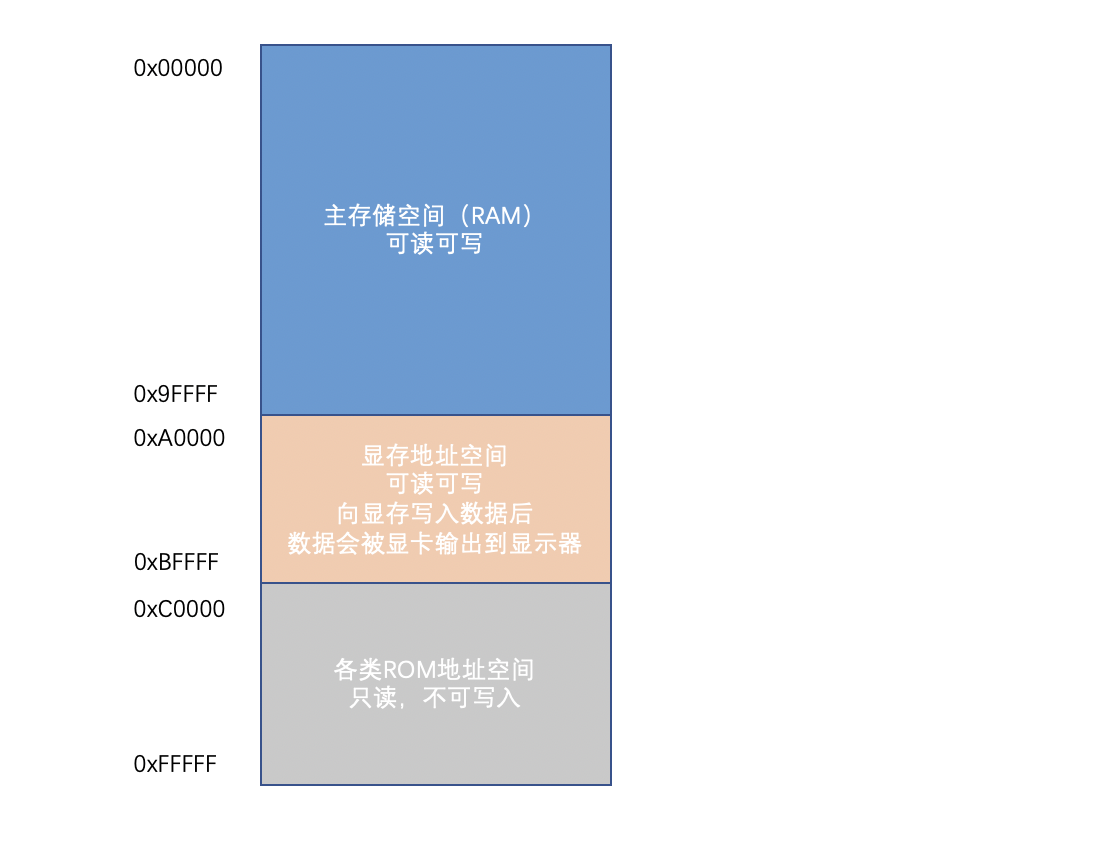 0x00000
主存储空间（RAM）
可读可写
0x9FFFF
0xA0000
显存地址空间
可读可写
向显存写入数据后
数据会被显卡输出到显示器
0xBFFFF
0xC0000
各类ROM地址空间
只读，不可写入
0xFFFFF